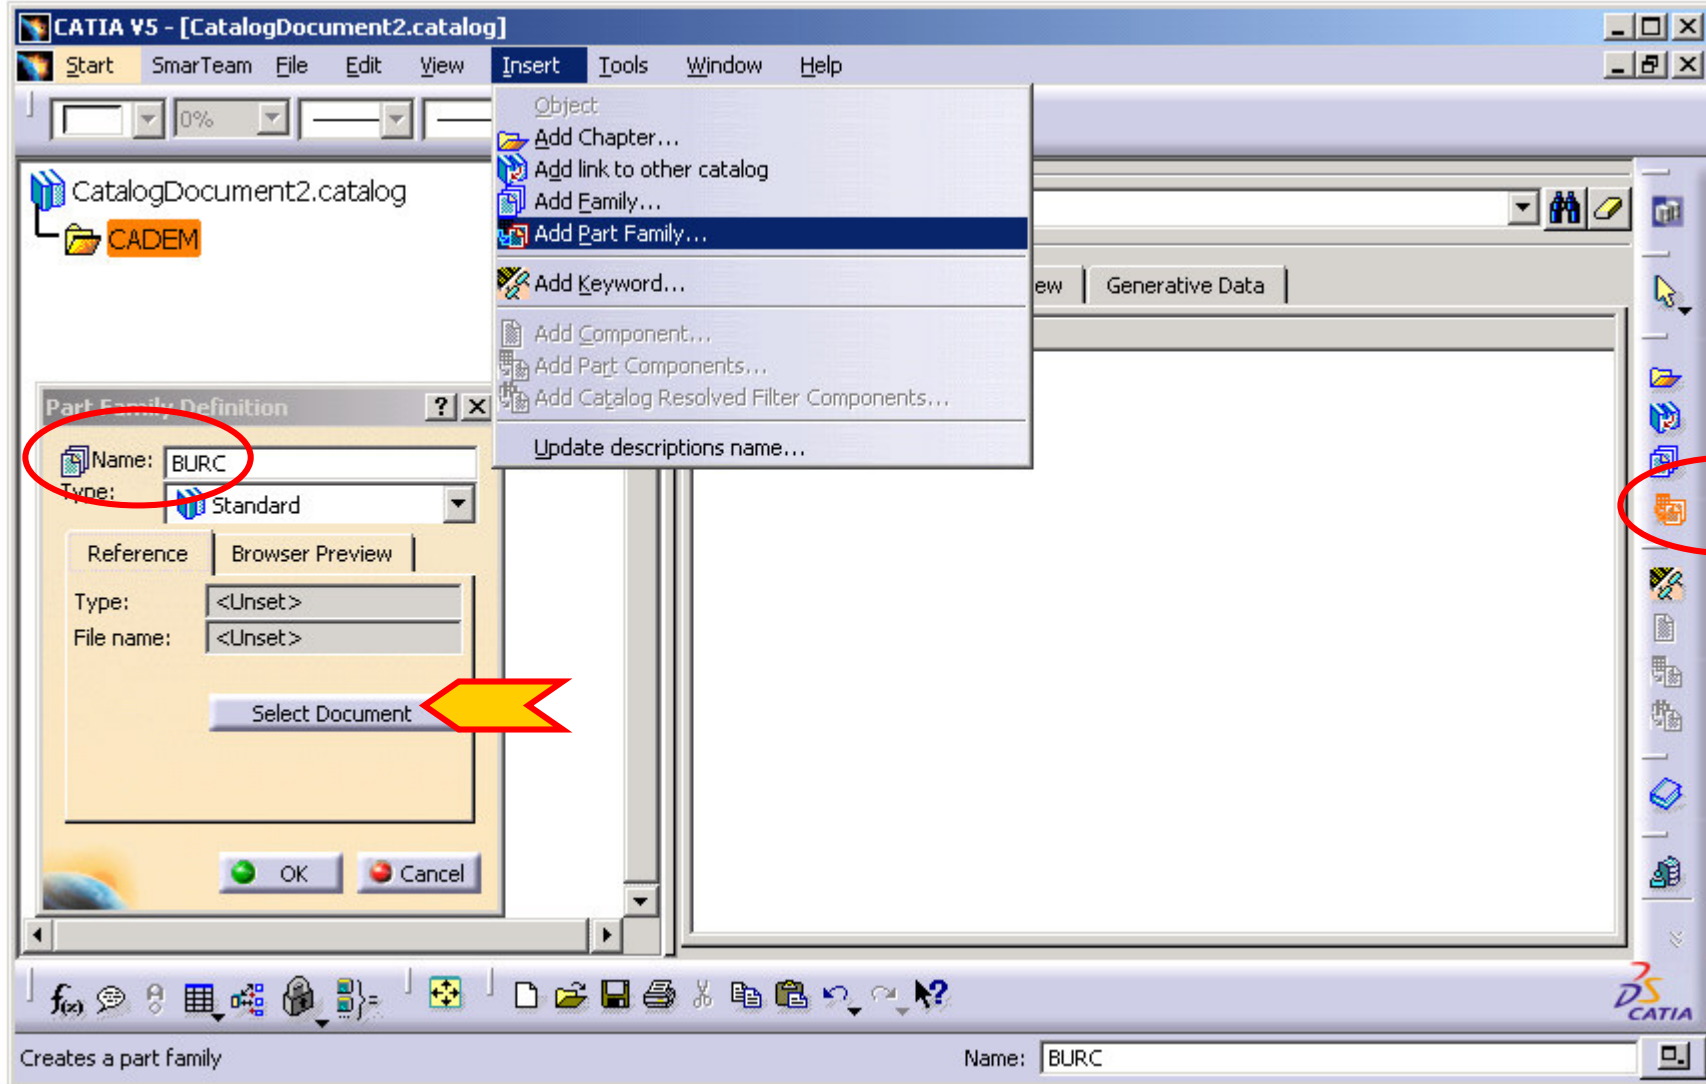 CATIA V5 - [CatalogDocument2.catalog]
Start SmarTeam File Edit View Insert Tools Window Help
0%
Object
Add Chapter...
Add link to other catalog
Add Family...
Add Part Family...
Add Keyword...
Add Component...
Add Part Components...
Add Catalog Resolved Filter Components...
Update descriptions name...
CatalogDocument2.catalog
CADEM
ew Generative Data
Part Family Definition
Name: BURC
Type: Standard
Reference Browser Preview
Type: <Unset>
File name: <Unset>
Select Document
OK Cancel
f(x)
DS
CATIA
Creates a part family Name: BURC